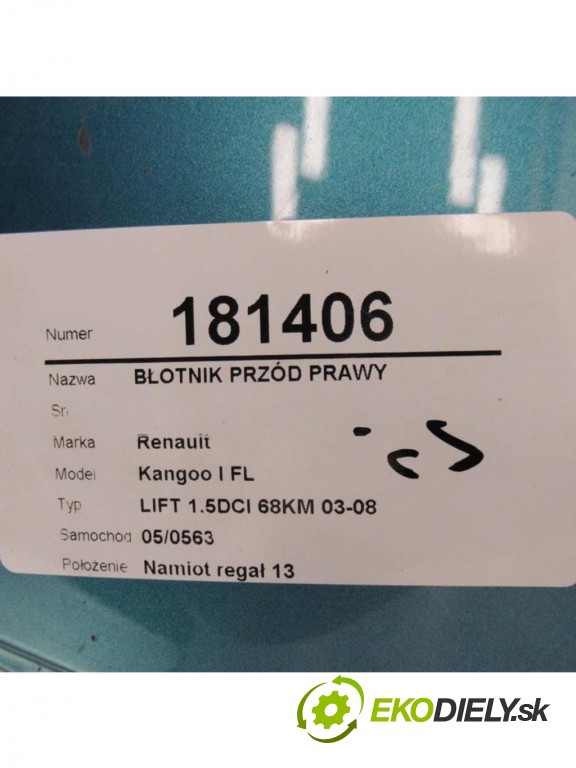 Numer 181406
Nazwa BŁOTNIK PRZÓD PRAWY
Sn
Marka Renault
Model Kangoo I FL
Typ LIFT 1.5DCI 68KM 03-08
Samochod 05/0563
Położenie Namiot regał 13
EKODIELY.sk